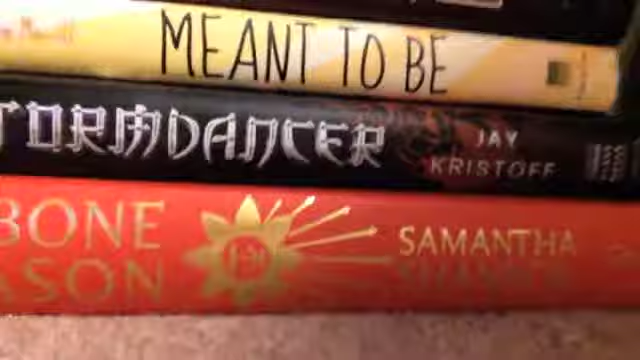 MEANT TO BE
TORMDANCER
JAY
KRISTOFF
BONE
ASON
SAMANTHA